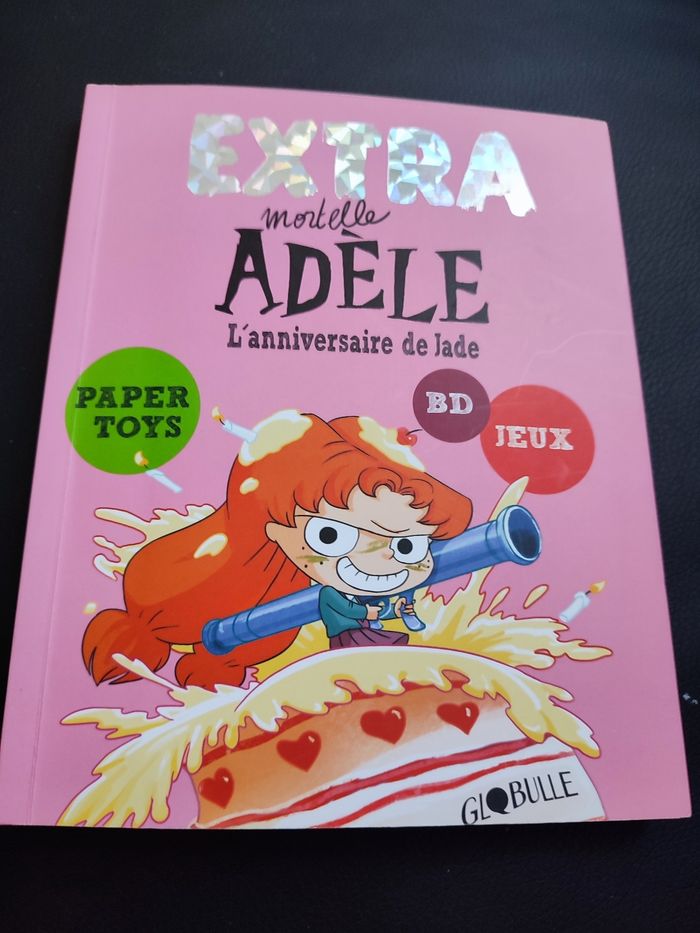 EXTRA
mortelle
ADÈLE
L'anniversaire de Jade
PAPER
TOYS
BD
JEUX
GLOBULLE